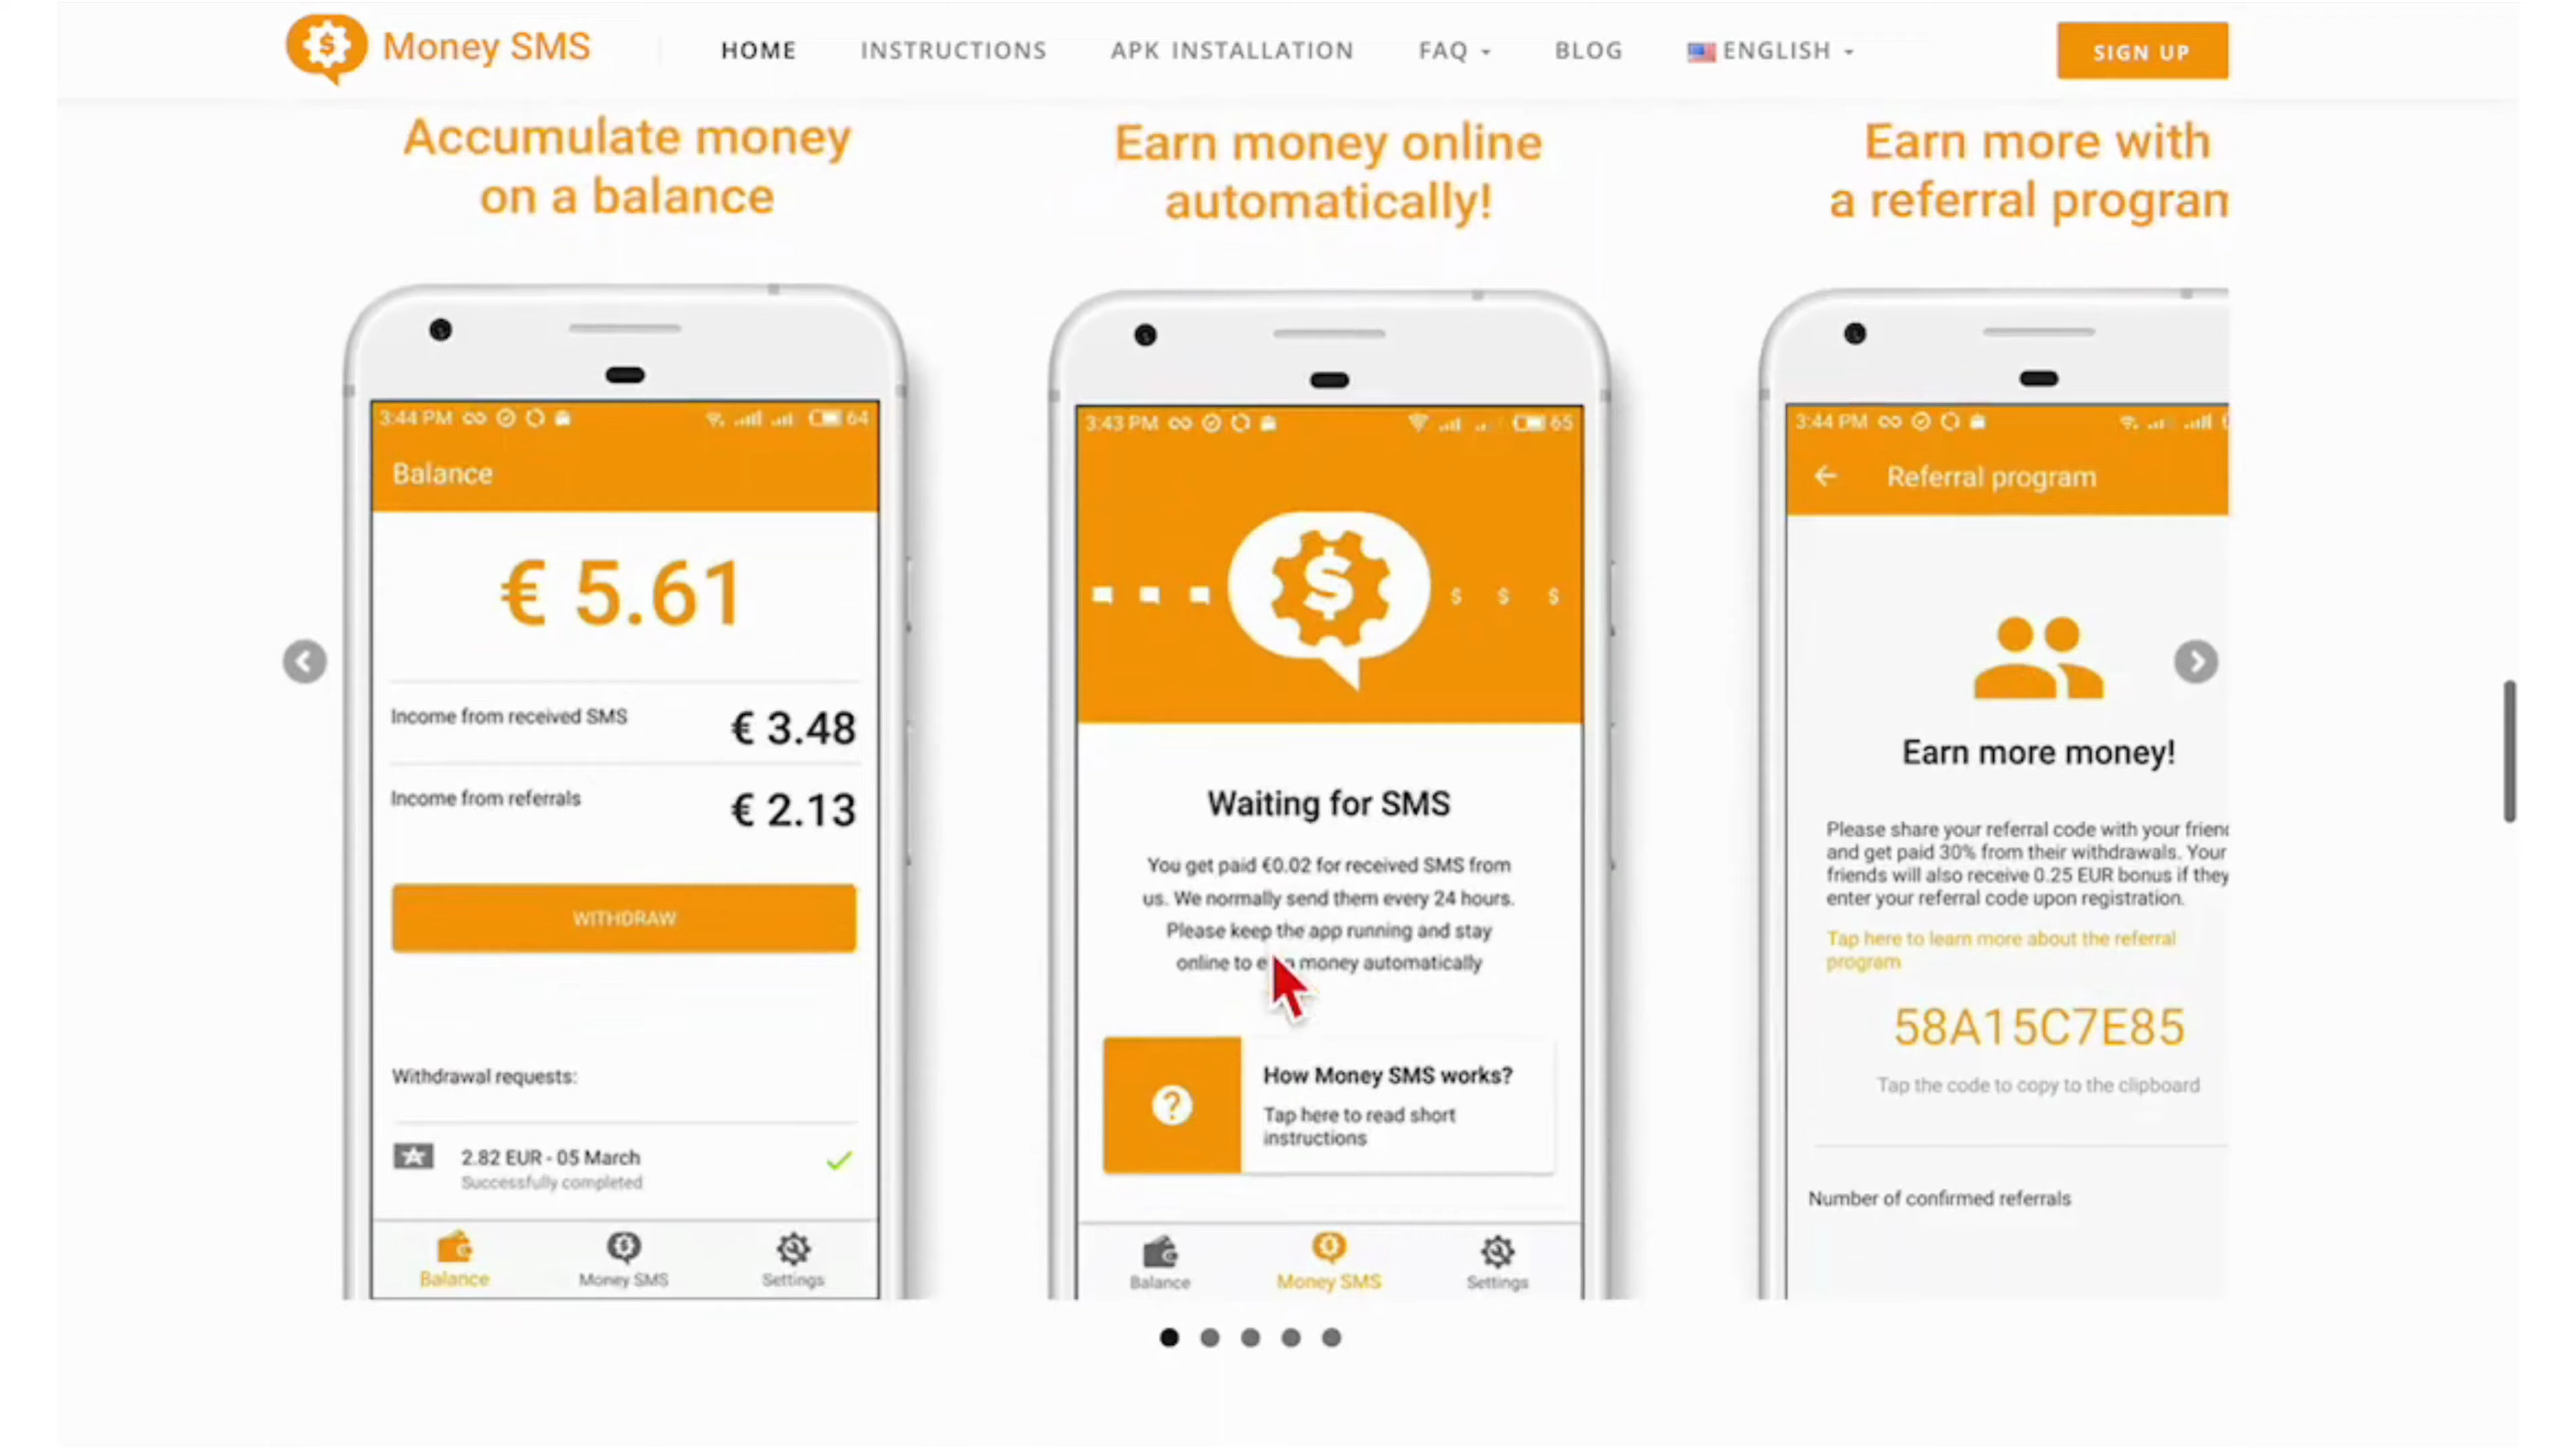 Money SMS
HOME
INSTRUCTIONS
APK INSTALLATION
FAQ
BLOG
ENGLISH
SIGN UP
Accumulate money
on a balance
3:44 PM
64
Balance
€ 5.61
Income from received SMS
€ 3.48
Income from referrals
€ 2.13
WITHDRAW
Withdrawal requests:
2.82 EUR - 05 March
Successfully completed
Balance
Money SMS
Settings
Earn money online
automatically!
3:43 PM
65
$
$ $ $
Waiting for SMS
You get paid €0.02 for received SMS from
us. We normally send them every 24 hours.
Please keep the app running and stay
online to money automatically
?
How Money SMS works?
Tap here to read short
instructions
Balance
Money SMS
Settings
Earn more with
a referral program
3:44 PM
Referral program
Earn more money!
Please share your referral code with your
and get paid 30% from their withdrawals. Your
friends will also receive 0.25 EUR bonus if they
enter your referral code upon registration.
Tap here to learn more about the referral
program
58A15C7E85
Tap the code to copy to the clipboard
Number of confirmed referrals